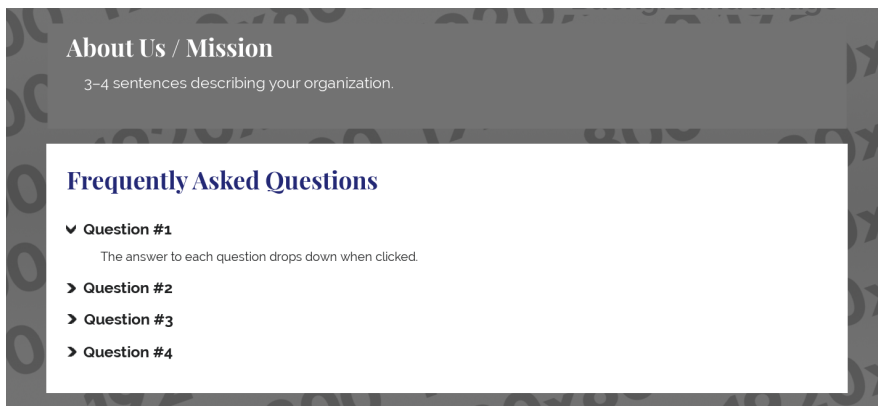 About Us / Mission
3–4 sentences describing your organization.
Frequently Asked Questions
Question #1
The answer to each question drops down when clicked.
Question #2
Question #3
Question #4